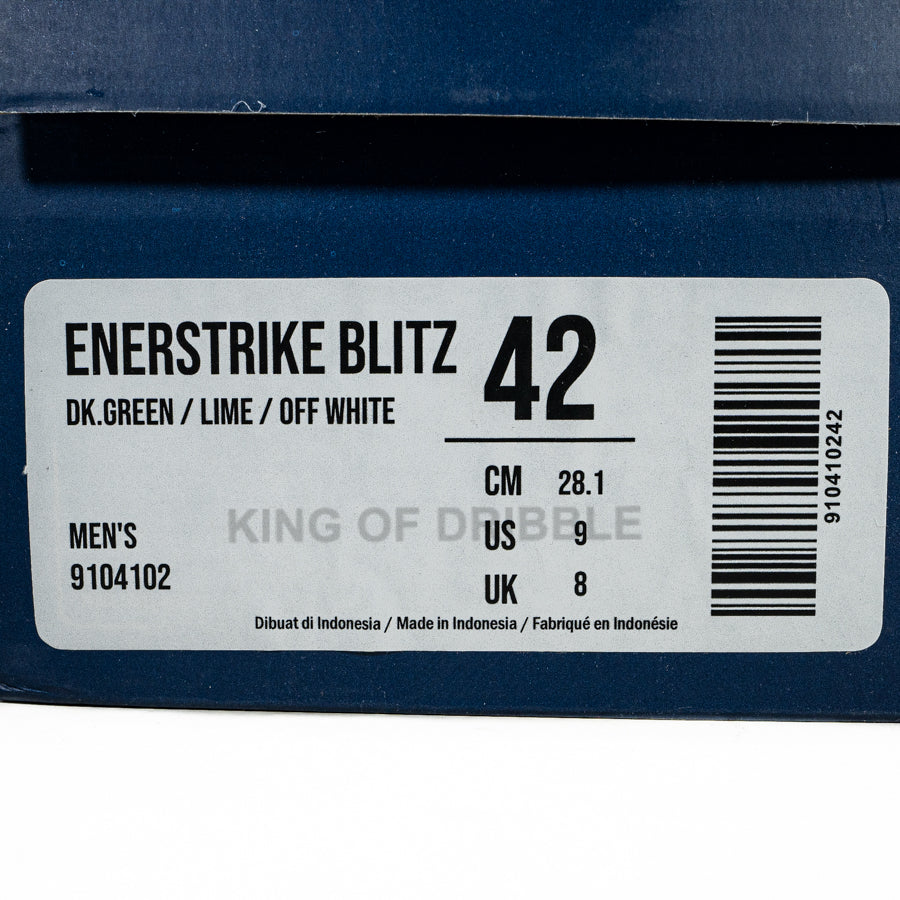 ENERSTRIKE BLITZ
DK.GREEN / LIME / OFF WHITE
42
CM 28.1
US 9
UK 8
MEN'S
9104102
KING OF DRIBBLE
Dibuat di Indonesia / Made in Indonesia / Fabriqué en Indonésie
910410242